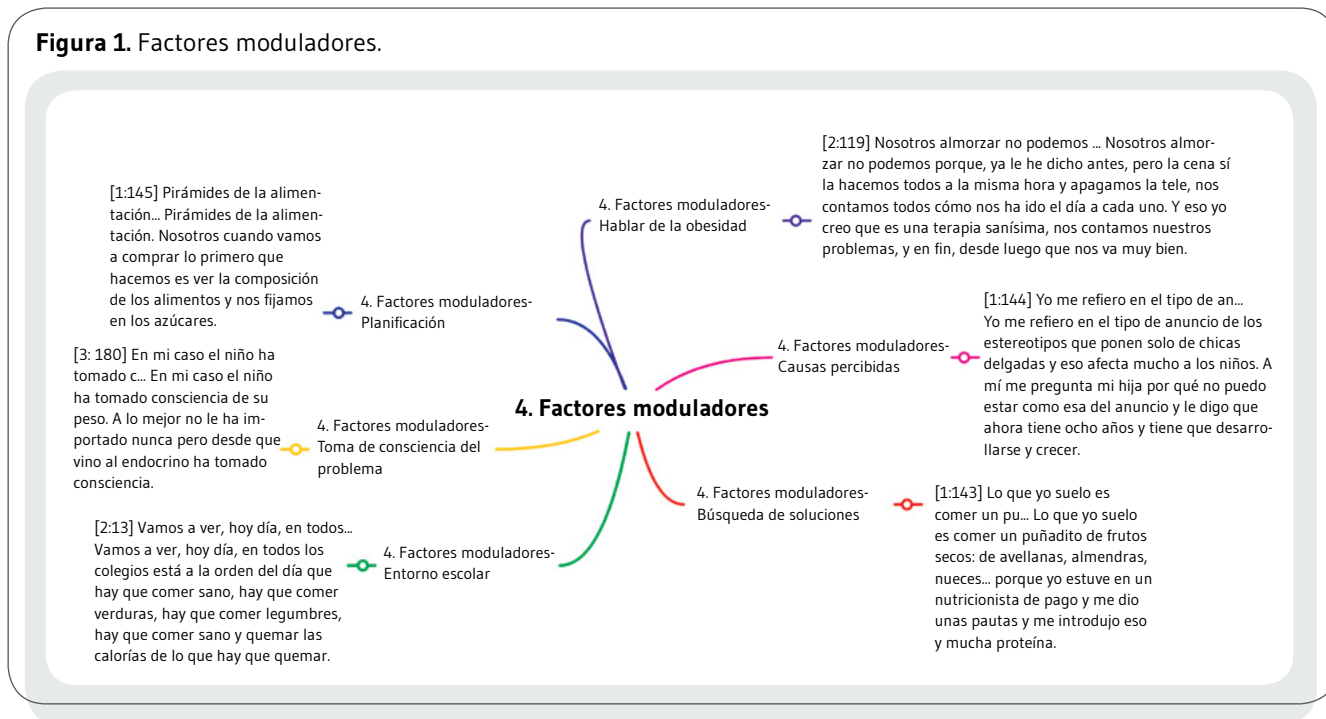 Figura 1. Factores moduladores.
[1:145] Pirámides de la alimen-
tación... Pirámides de la alimen-
tación. Nosotros cuando vamos
a comprar lo primero que
hacemos es ver la composición
de los alimentos y nos fijamos
en los azúcares.
4. Factores moduladores-
Planificación
[3: 180] En mi caso el niño ha
tomado c... En mi caso el niño
ha tomado consciencia de su
peso. A lo mejor no le ha im-
portado nunca pero desde que
vino al endocrino ha tomado
consciencia.
4. Factores moduladores-
Toma de consciencia del
problema
[2:13] Vamos a ver, hoy día, en todos...
Vamos a ver, hoy día, en todos los
colegios está a la orden del día que
hay que comer sano, hay que comer
verduras, hay que comer legumbres,
hay que comer sano y quemar las
calorías de lo que hay que quemar.
4. Factores moduladores-
Entorno escolar
4. Factores moduladores
4. Factores moduladores-
Hablar de la obesidad
[2:119] Nosotros almorzar no podemos ... Nosotros almor-
zar no podemos porque, ya le he dicho antes, pero la cena sí
la hacemos todos a la misma hora y apagamos la tele, nos
contamos todos cómo nos ha ido el día a cada uno. Y eso yo
creo que es una terapia sanísima, nos contamos nuestros
problemas, y en fin, desde luego que nos va muy bien.
4. Factores moduladores-
Causas percibidas
[1:144] Yo me refiero en el tipo de an...
Yo me refiero en el tipo de anuncio de los
estereotipos que ponen solo de chicas
delgadas y eso afecta mucho a los niños. A
mí me pregunta mi hija por qué no puedo
estar como esa del anuncio y le digo que
ahora tiene ocho años y tiene que desarro-
llarse y crecer.
4. Factores moduladores-
Búsqueda de soluciones
[1:143] Lo que yo suelo es
comer un pu... Lo que yo suelo
es comer un puñadito de frutos
secos: de avellanas, almendras,
nueces... porque yo estuve en un
nutricionista de pago y me dio
unas pautas y me introdujo eso
y mucha proteína.